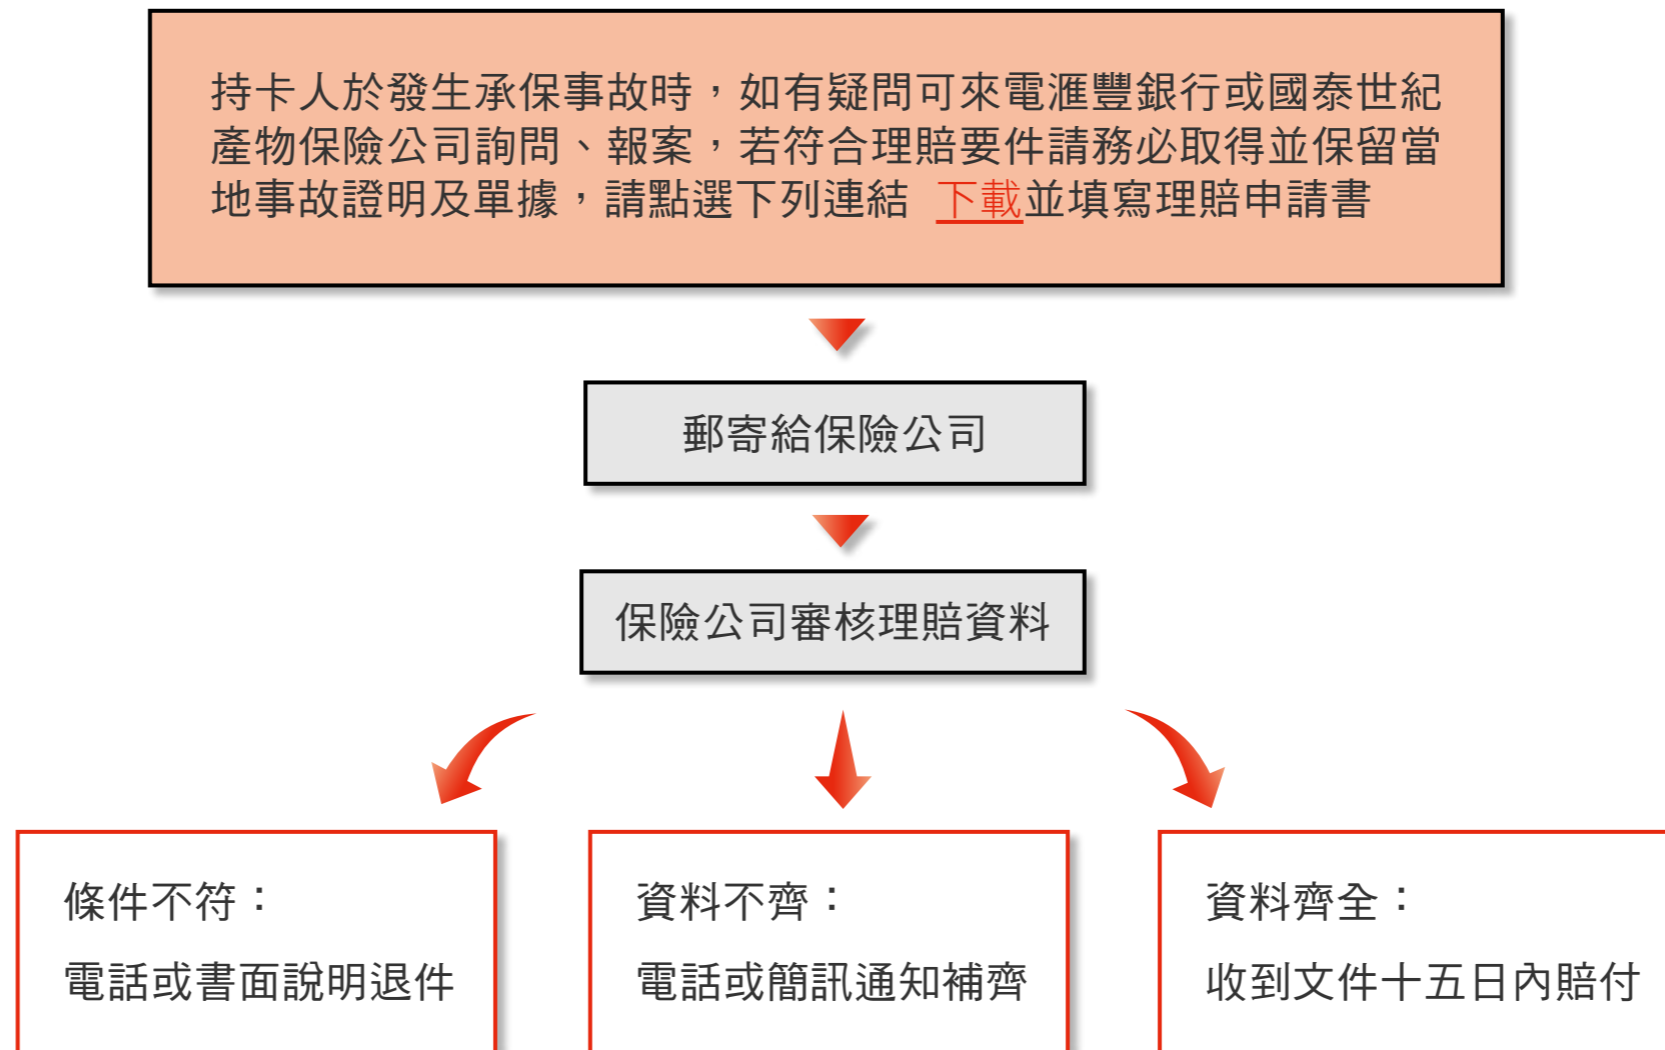 持卡人於發生承保事故時，如有疑問可來電滙豐銀行或國泰世紀
產物保險公司詢問、報案，若符合理賠要件請務必取得並保留當
地事故證明及單據，請點選下列連結 下載並填寫理賠申請書
郵寄給保險公司
保險公司審核理賠資料
條件不符：
電話或書面說明退件
資料不齊：
電話或簡訊通知補齊
資料齊全：
收到文件十五日內賠付